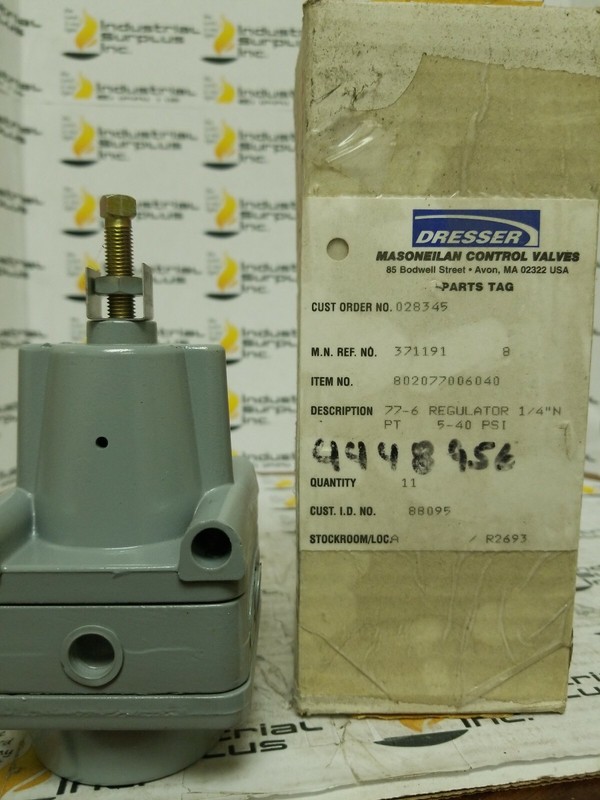 Industrial
Surplus
Inc.
DRESSER
MASONEILAN CONTROL VALVES
85 Bodwell Street • Avon, MA 02322 USA
PARTS TAG
CUST ORDER NO. 028345
M.N. REF. NO. 371191 8
ITEM NO. 802077006040
DESCRIPTION 77-6 REGULATOR 1/4"N
PT 5-40 PSI
4448456
QUANTITY 11
CUST. I.D. NO. 88095
STOCKROOM/LOC.A / R2693